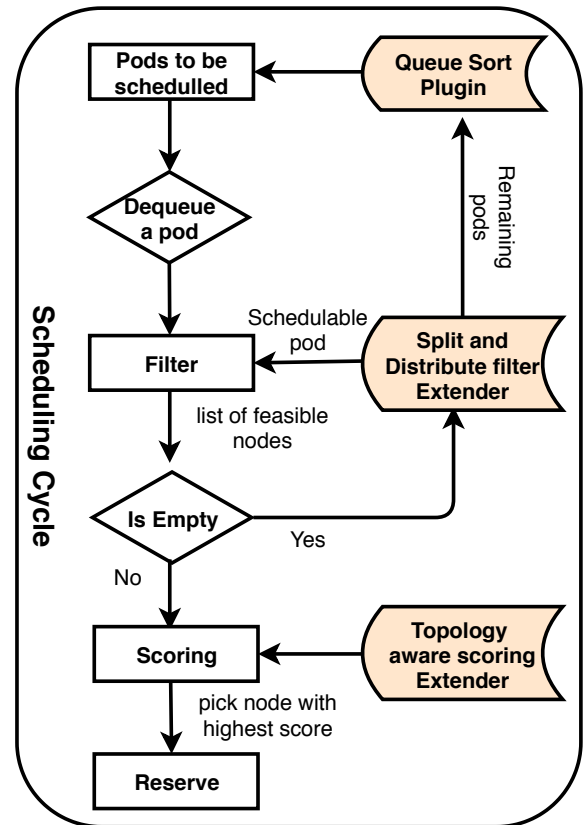 Pods to be
schedulled
Queue Sort
Plugin
Dequeue
a pod
Remaining
pods
Scheduling Cycle
Schedulable
pod
Filter
Split and
Distribute filter
Extender
list of feasible
nodes
Is Empty
Yes
No
Scoring
Topology
aware scoring
Extender
pick node with
highest score
Reserve